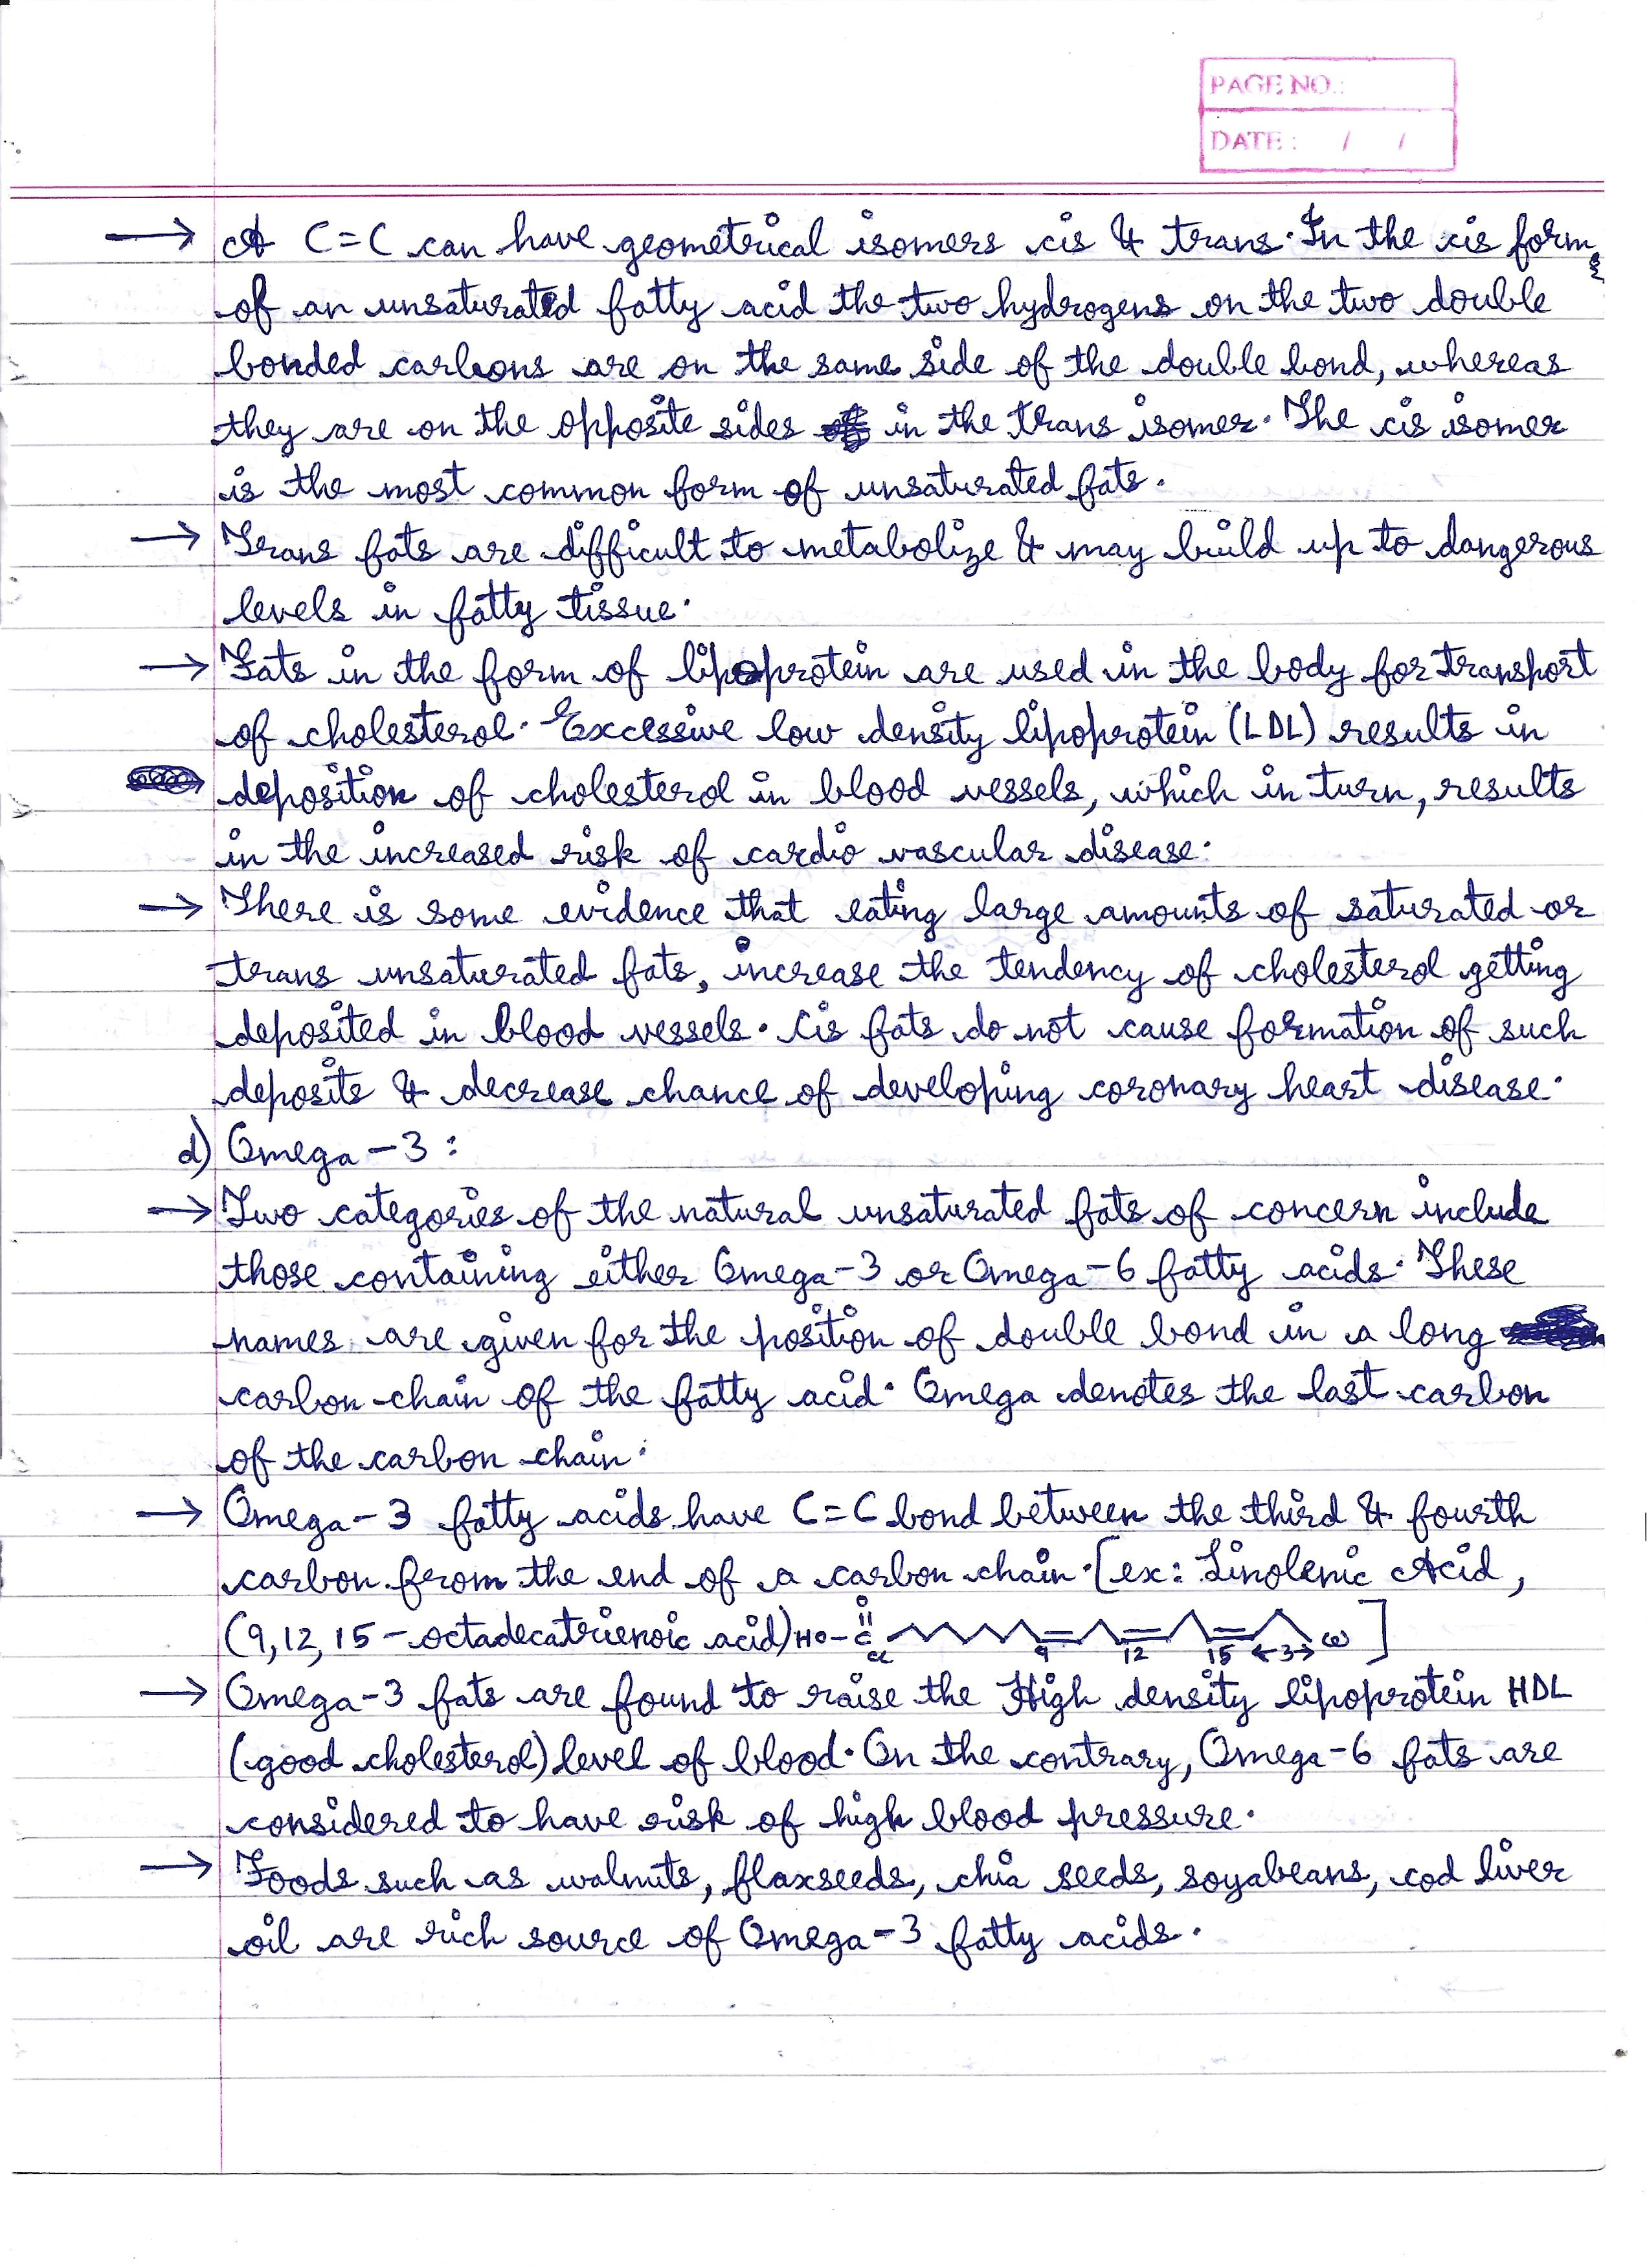 PAGE NO.:
DATE: / /
→ A C=C can have geometrical isomers cis & trans. In the cis form
of an unsaturated fatty acid the two hydrogens on the two double
bonded carbons are on the same side of the double bond, whereas
they are on the opposite sides in the trans isomer. The cis isomer
is the most common form of unsaturated fats.
→ Trans fats are difficult to metabolize & may build up to dangerous
levels in fatty tissue.
→ Fats in the form of lipoprotein are used in the body for transport
of cholesterol. Excessive low density lipoprotein (LDL) results in
deposition of cholesterol in blood vessels, which in turn, results
in the increased risk of cardio vascular disease.
→ There is some evidence that eating large amounts of saturated or
trans unsaturated fats, increase the tendency of cholesterol getting
deposited in blood vessels. Cis fats do not cause formation of such
deposits & decrease chance of developing coronary heart disease.
d) Omega-3:
→ Two categories of the natural unsaturated fats of concern include
those containing either Omega-3 or Omega-6 fatty acids. These
names are given for the position of double bond in a long
carbon chain of the fatty acid. Omega denotes the last carbon
of the carbon chain.
→ Omega-3 fatty acids have C=C bond between the third & fourth
carbon from the end of a carbon chain. [ex: Linolenic Acid,
(9,12,15-octadecatrienoic acid) HO-C=O α 9 12 15 ←3→ ω]
→ Omega-3 fats are found to raise the High density lipoprotein HDL
(good cholesterol) level of blood. On the contrary, Omega-6 fats are
considered to have risk of high blood pressure.
→ Foods such as walnuts, flaxseeds, chia seeds, soyabeans, cod liver
oil are rich source of Omega-3 fatty acids.